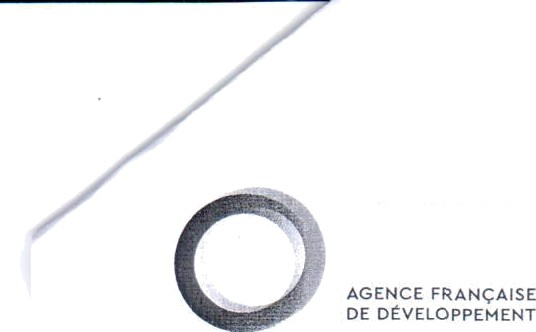 AGENCE FRANÇAISE
DE DÉVELOPPEMENT